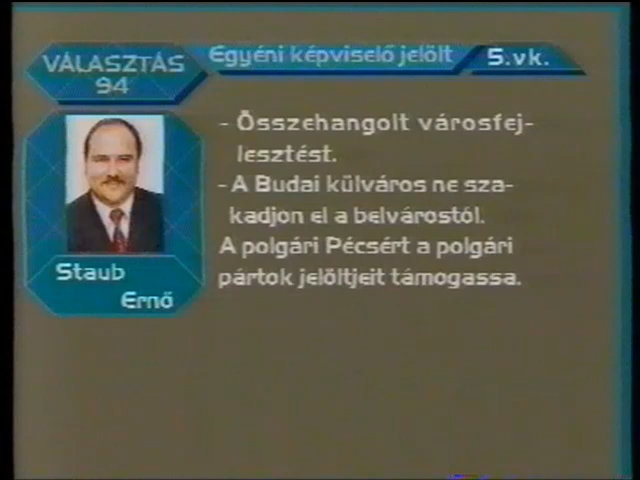 VÁLASZTÁS
94
Egyéni képviselő jelölt
5.vk.
- Összehangolt városfej-
lesztést.
- A Budai külváros ne sza-
kadjon el a belvárostól.
A polgári Pécsért a polgári
pártok jelöltjeit támogassa.
Staub
Ernő